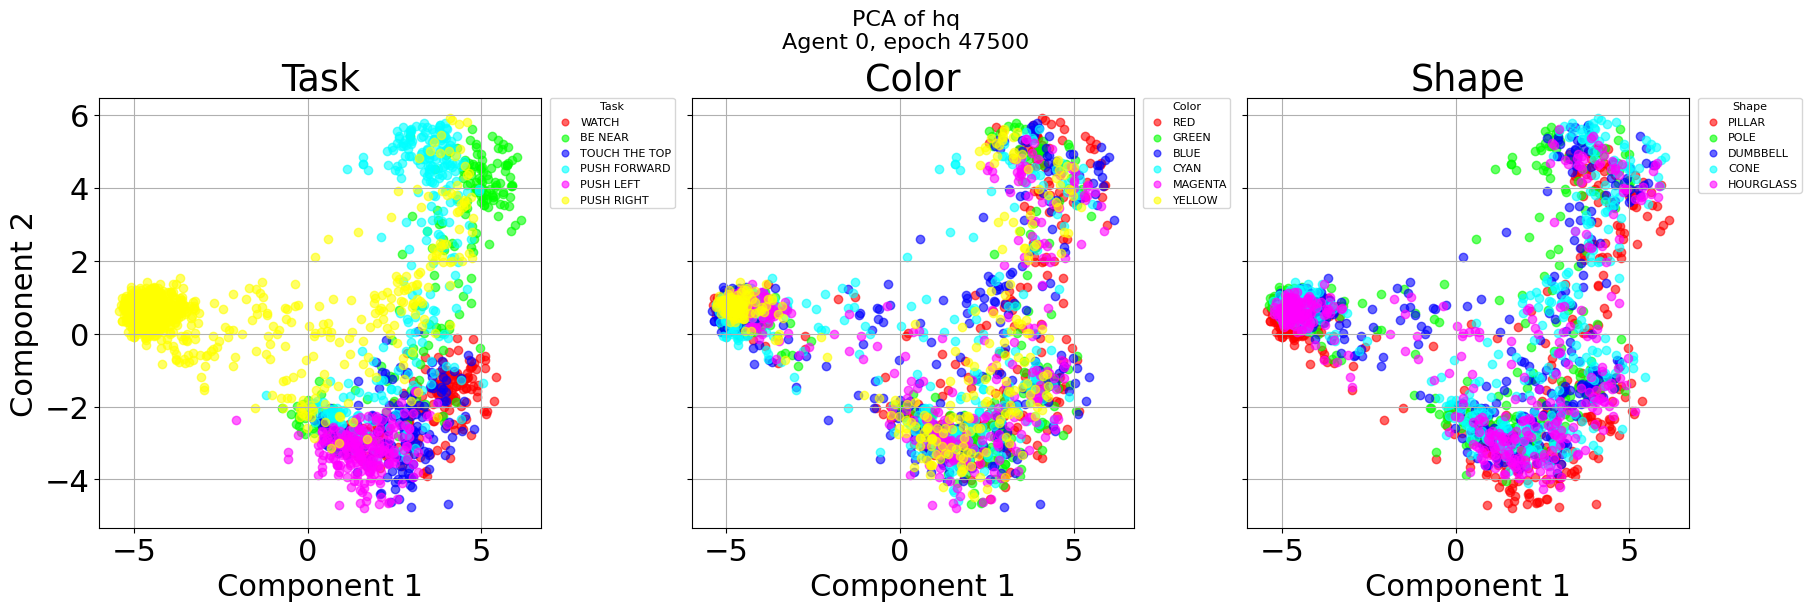 PCA of hq
Agent 0, epoch 47500
Task
Color
Shape
Component 2
6
4
2
0
−2
−4
−5
0
5
Component 1
Task
WATCH
BE NEAR
TOUCH THE TOP
PUSH FORWARD
PUSH LEFT
PUSH RIGHT
−5
0
5
Component 1
Color
RED
GREEN
BLUE
CYAN
MAGENTA
YELLOW
−5
0
5
Component 1
Shape
PILLAR
POLE
DUMBBELL
CONE
HOURGLASS